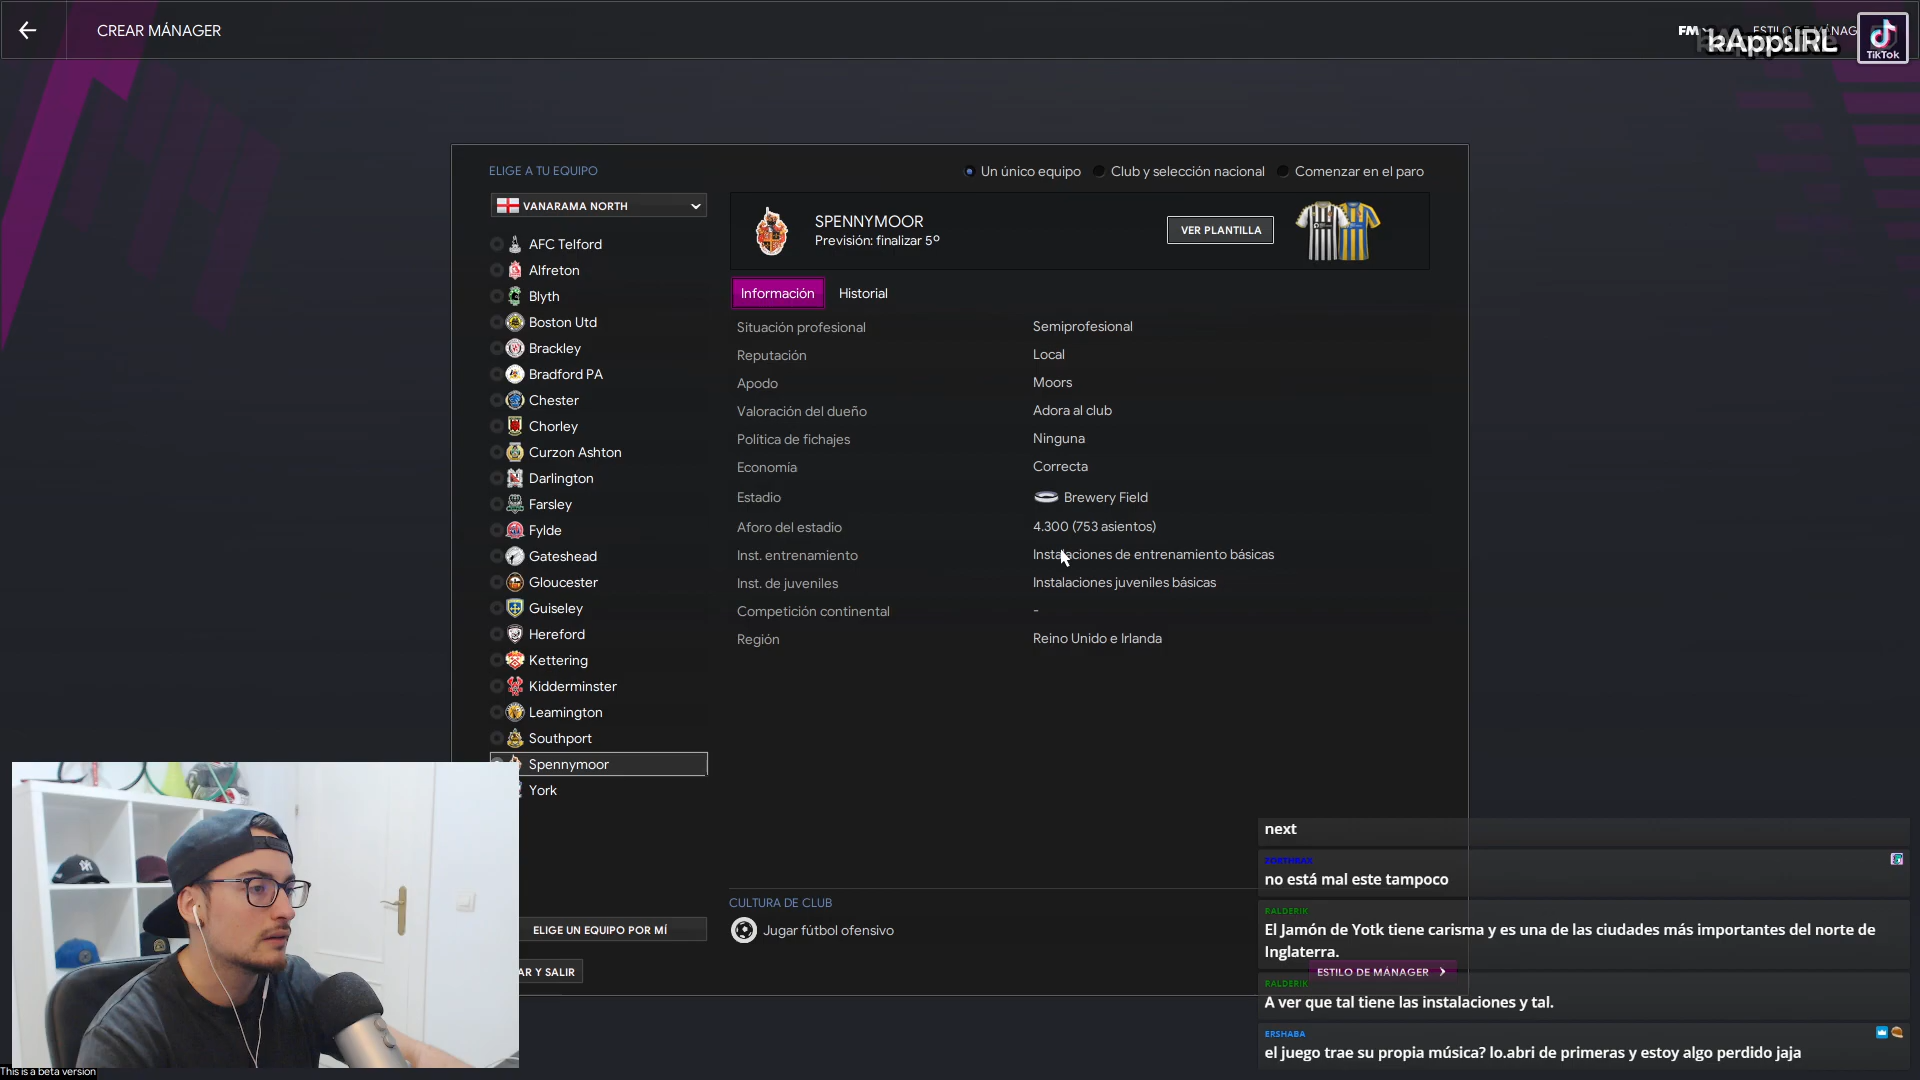 CREAR MÁNAGER
FM
ESTILO DE MÁNAG
kAppsIRL
TikTok
ELIGE A TU EQUIPO
Un único equipo
Club y selección nacional
Comenzar en el paro
VANARAMA NORTH
SPENNYMOOR
Previsión: finalizar 5º
VER PLANTILLA
AFC Telford
Alfreton
Blyth
Boston Utd
Brackley
Bradford PA
Chester
Chorley
Curzon Ashton
Darlington
Farsley
Fylde
Gateshead
Gloucester
Guiseley
Hereford
Kettering
Kidderminster
Leamington
Southport
Spennymoor
York
Información
Historial
Situación profesional Semiprofesional
Reputación Local
Apodo Moors
Valoración del dueño Adora al club
Política de fichajes Ninguna
Economía Correcta
Estadio Brewery Field
Aforo del estadio 4.300 (753 asientos)
Inst. entrenamiento Instalaciones de entrenamiento básicas
Inst. de juveniles Instalaciones juveniles básicas
Competición continental -
Región Reino Unido e Irlanda
CULTURA DE CLUB
Jugar fútbol ofensivo
ELIGE UN EQUIPO POR MÍ
AR Y SALIR
ESTILO DE MÁNAGER
next
no está mal este tampoco
RALDERIK
El Jamón de Yotk tiene carisma y es una de las ciudades más importantes del norte de
Inglaterra.
RALDERIK
A ver que tal tiene las instalaciones y tal.
ERSHABA
el juego trae su propia música? lo.abri de primeras y estoy algo perdido jaja
This is a beta version